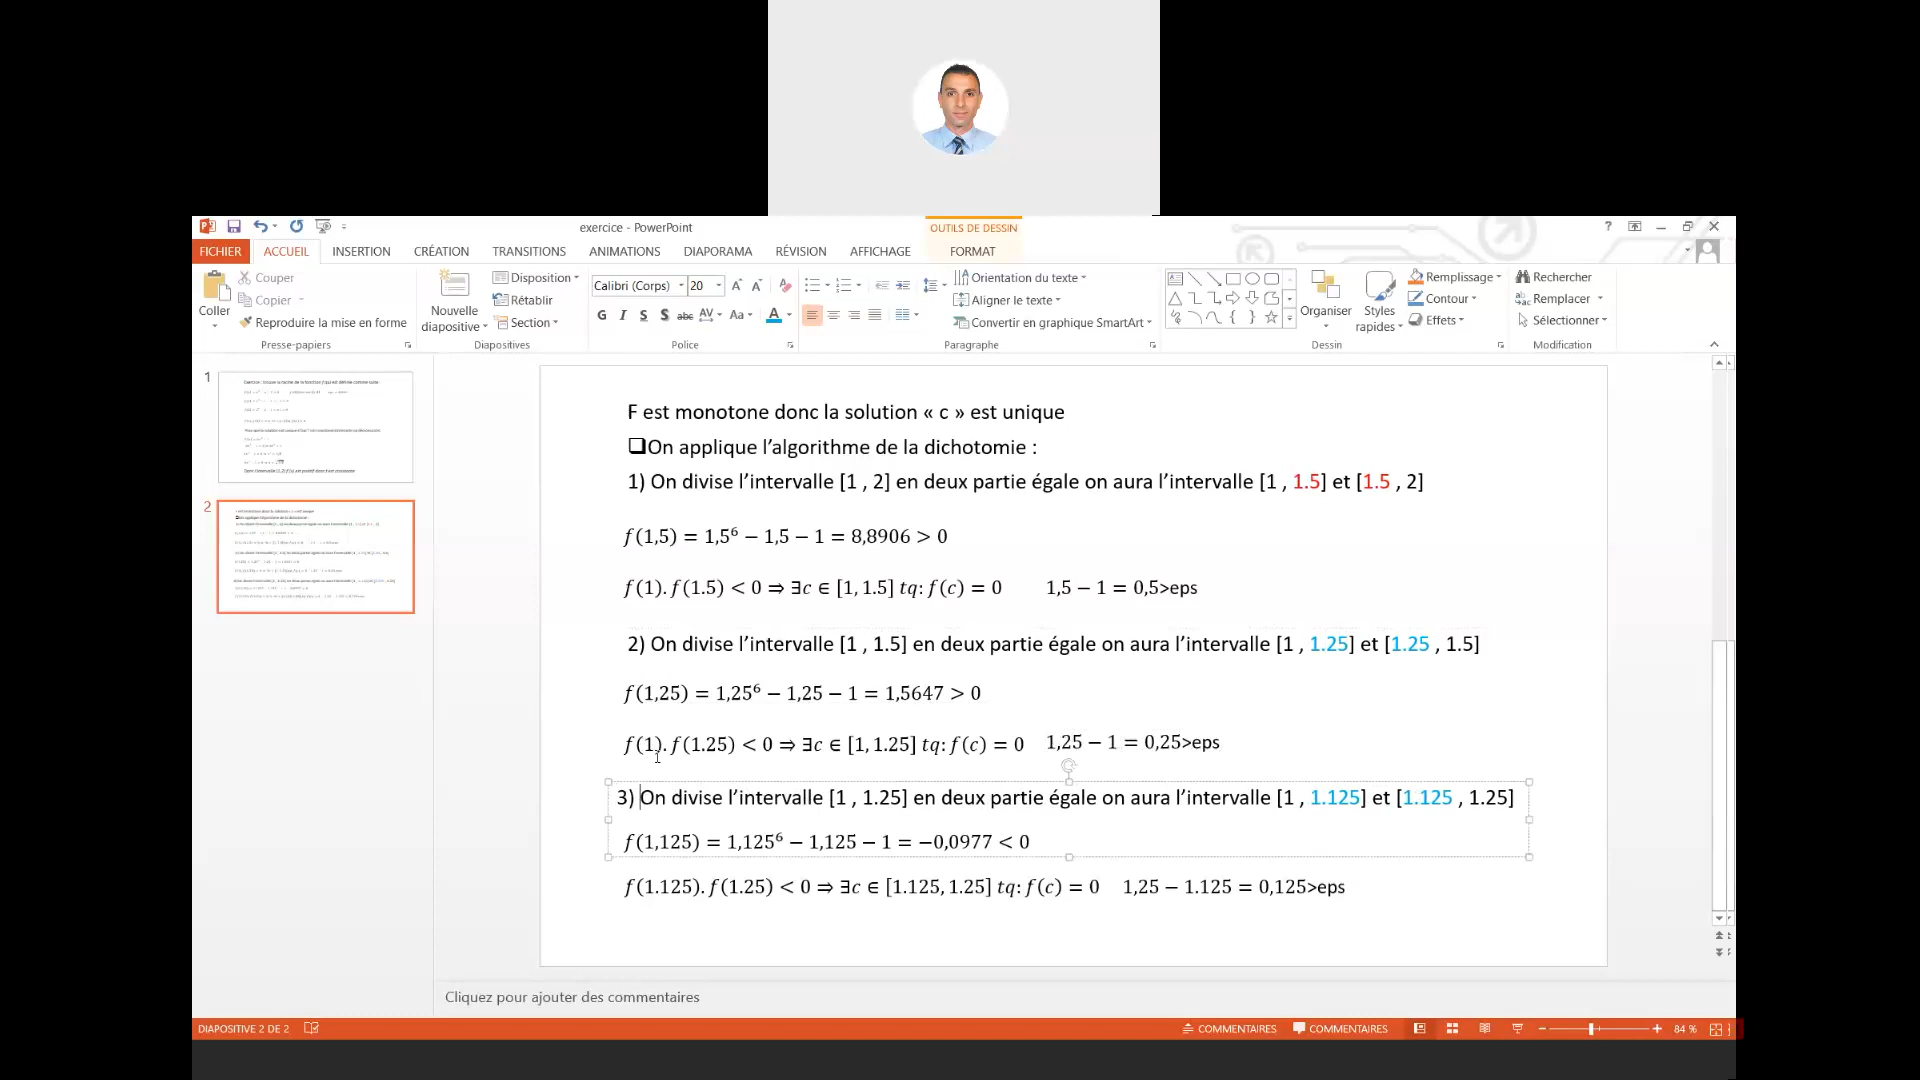 exercice - PowerPoint
OUTILS DE DESSIN
FICHIER ACCUEIL INSERTION CRÉATION TRANSITIONS ANIMATIONS DIAPORAMA RÉVISION AFFICHAGE FORMAT
Coller
Couper
Copier
Reproduire la mise en forme
Presse-papiers
Nouvelle diapositive
Disposition
Rétablir
Section
Diapositives
Calibri (Corps) 20
Police
Orientation du texte
Aligner le texte
Convertir en graphique SmartArt
Paragraphe
Organiser
Styles rapides
Remplissage
Contour
Effets
Dessin
Rechercher
Remplacer
Sélectionner
Modification
1
2
F est monotone donc la solution « c » est unique
❑On applique l’algorithme de la dichotomie :
1) On divise l’intervalle [1 , 2] en deux partie égale on aura l’intervalle [1 , 1.5] et [1.5 , 2]
f(1,5) = 1,5⁶ − 1,5 − 1 = 8,8906 > 0
f(1). f(1.5) < 0 ⇒ ∃c ∈ [1, 1.5] tq: f(c) = 0 1,5 − 1 = 0,5>eps
2) On divise l’intervalle [1 , 1.5] en deux partie égale on aura l’intervalle [1 , 1.25] et [1.25 , 1.5]
f(1,25) = 1,25⁶ − 1,25 − 1 = 1,5647 > 0
f(1). f(1.25) < 0 ⇒ ∃c ∈ [1, 1.25] tq: f(c) = 0 1,25 − 1 = 0,25>eps
3) On divise l’intervalle [1 , 1.25] en deux partie égale on aura l’intervalle [1 , 1.125] et [1.125 , 1.25]
f(1,125) = 1,125⁶ − 1,125 − 1 = −0,0977 < 0
f(1.125). f(1.25) < 0 ⇒ ∃c ∈ [1.125, 1.25] tq: f(c) = 0 1,25 − 1.125 = 0,125>eps
Cliquez pour ajouter des commentaires
DIAPOSITIVE 2 DE 2 COMMENTAIRES COMMENTAIRES 84 %